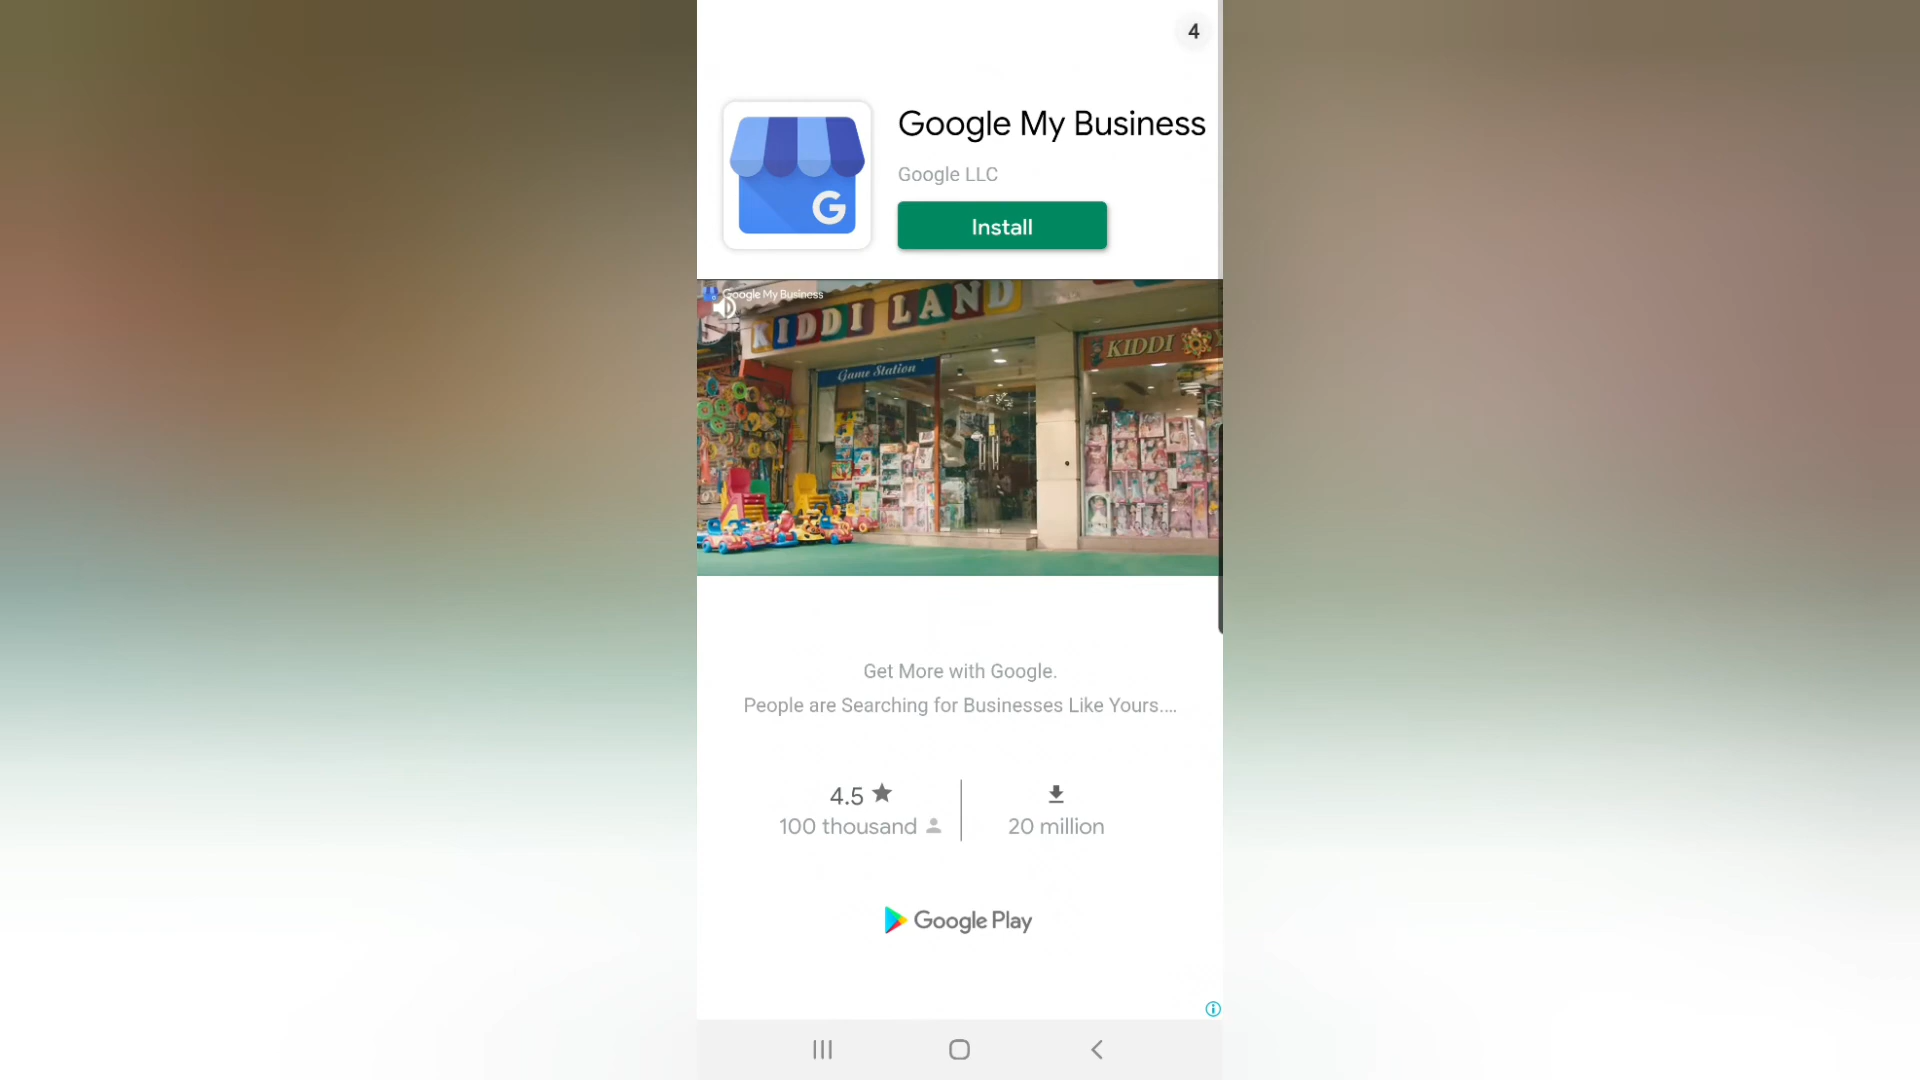 4
Google My Business
Google LLC
Install
Google My Business
KIDDI LAND
KIDDI
Game Station
Get More with Google.
People are Searching for Businesses Like Yours....
4.5
100 thousand
20 million
Google Play